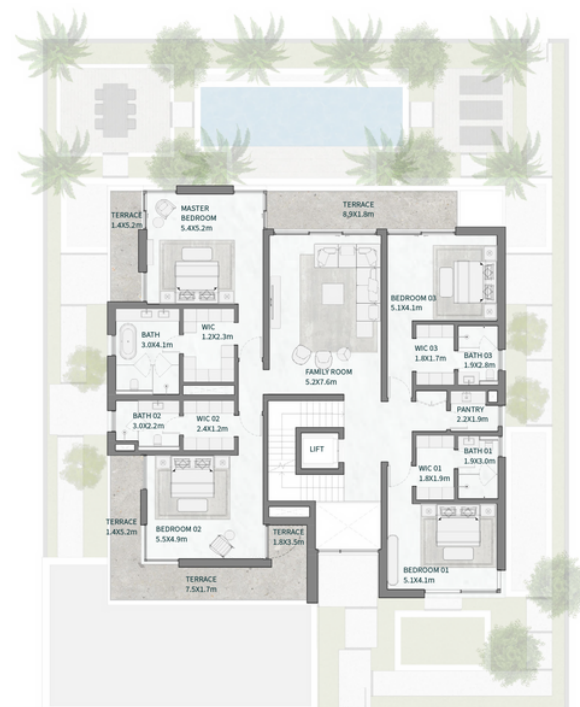 TERRACE
8.9X1.8m
MASTER
BEDROOM
5.4X5.2m
TERRACE
1.4X5.2m
BEDROOM 03
5.1X4.1m
WIC
1.2X2.3m
BATH
3.0X4.1m
WIC 03
1.8X1.7m
BATH 03
1.9X2.8m
FAMILY ROOM
5.2X7.6m
PANTRY
2.2X1.9m
BATH 02
3.0X2.2m
WIC 02
2.4X1.2m
LIFT
BATH 01
1.9X3.0m
WIC 01
1.8X1.9m
TERRACE
1.4X5.2m
BEDROOM 02
5.5X4.9m
TERRACE
1.8X3.5m
BEDROOM 01
5.1X4.1m
TERRACE
7.5X1.7m